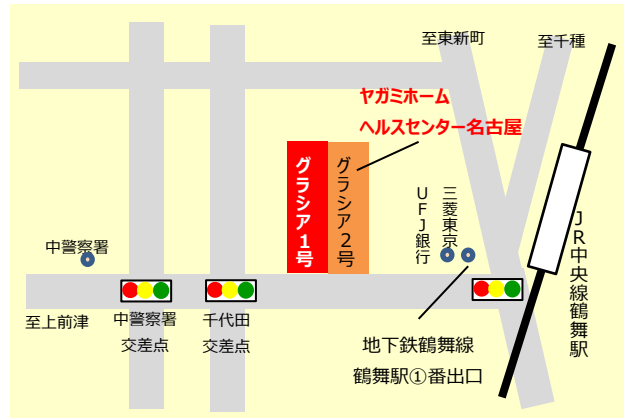 至東新町
至千種
ヤガミホーム
ヘルスセンター名古屋
グラシア1号
グラシア2号
三菱東京
UFJ銀行
JR中央線鶴舞駅
中警察署
至上前津
中警察署
交差点
千代田
交差点
地下鉄鶴舞線
鶴舞駅①番出口